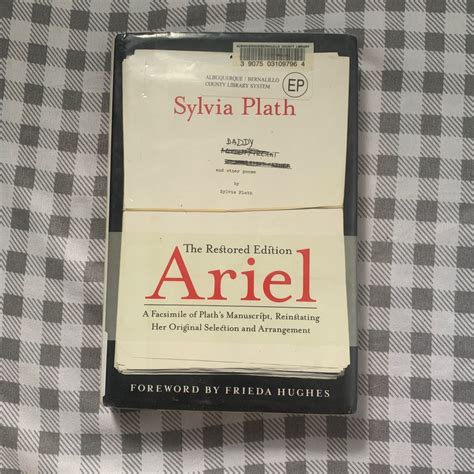 3 9075 03109796 4
ALBUQUERQUE / BERNALILLO
COUNTY LIBRARY SYSTEM
EP
Sylvia Plath
DADDY
and other poems
by
Sylvia Plath
The Restored Edition
Ariel
A Facsimile of Plath's Manuscript, Reinstating
Her Original Selection and Arrangement
FOREWORD BY FRIEDA HUGHES